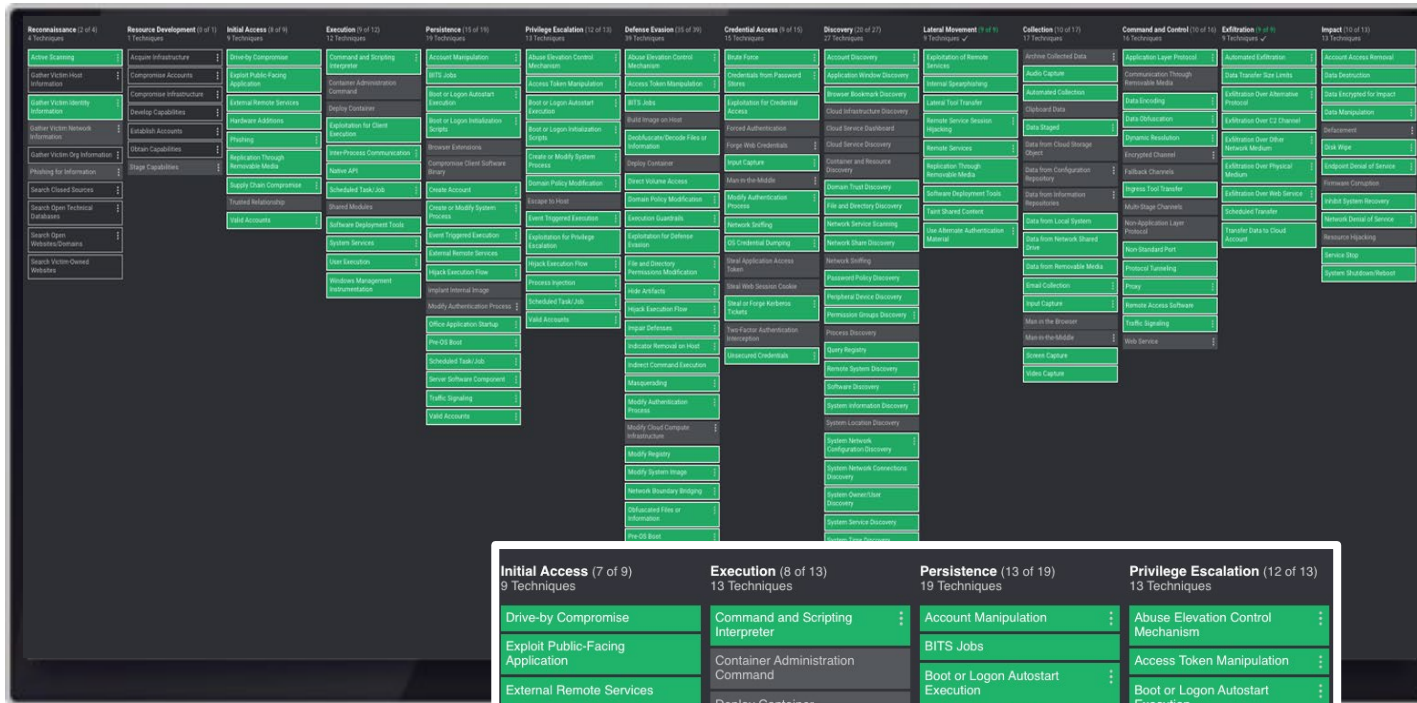 Reconnaissance (2 of 4)
4 Techniques
Active Scanning
Gather Victim Host
Information
Gather Victim Identity
Information
Gather Victim Network
Information
Gather Victim Org Information
Phishing for Information
Search Closed Sources
Search Open Technical
Databases
Search Open
Websites/Domains
Search Victim-Owned
Websites
Resource Development (0 of 1)
1 Techniques
Acquire Infrastructure
Compromise Accounts
Compromise Infrastructure
Develop Capabilities
Establish Accounts
Obtain Capabilities
Stage Capabilities
Initial Access (8 of 9)
9 Techniques
Drive-by Compromise
Exploit Public-Facing
Application
External Remote Services
Hardware Additions
Phishing
Replication Through
Removable Media
Supply Chain Compromise
Trusted Relationship
Valid Accounts
Execution (9 of 12)
12 Techniques
Command and Scripting
Interpreter
Container Administration
Command
Deploy Container
Exploitation for Client
Execution
Inter-Process Communication
Native API
Scheduled Task/Job
Shared Modules
Software Deployment Tools
System Services
User Execution
Windows Management
Instrumentation
Persistence (15 of 19)
19 Techniques
Account Manipulation
BITS Jobs
Boot or Logon Autostart
Execution
Boot or Logon Initialization
Scripts
Browser Extensions
Compromise Client Software
Binary
Create Account
Create or Modify System
Process
Event Triggered Execution
External Remote Services
Hijack Execution Flow
Implant Internal Image
Modify Authentication Process
Office Application Startup
Pre-OS Boot
Scheduled Task/Job
Server Software Component
Traffic Signaling
Valid Accounts
Privilege Escalation (12 of 13)
13 Techniques
Abuse Elevation Control
Mechanism
Access Token Manipulation
Boot or Logon Autostart
Execution
Boot or Logon Initialization
Scripts
Create or Modify System
Process
Domain Policy Modification
Escape to Host
Event Triggered Execution
Exploitation for Privilege
Escalation
Hijack Execution Flow
Process Injection
Scheduled Task/Job
Valid Accounts
Defense Evasion (35 of 39)
39 Techniques
Abuse Elevation Control
Mechanism
Access Token Manipulation
BITS Jobs
Build Image on Host
Deobfuscate/Decode Files or
Information
Deploy Container
Direct Volume Access
Domain Policy Modification
Execution Guardrails
Exploitation for Defense
Evasion
File and Directory
Permissions Modification
Hide Artifacts
Hijack Execution Flow
Impair Defenses
Indicator Removal on Host
Indirect Command Execution
Masquerading
Modify Authentication
Process
Modify Cloud Compute
Infrastructure
Modify Registry
Modify System Image
Network Boundary Bridging
Obfuscated Files or
Information
Pre-OS Boot
Credential Access (9 of 15)
15 Techniques
Brute Force
Credentials from Password
Stores
Exploitation for Credential
Access
Forced Authentication
Forge Web Credentials
Input Capture
Man-in-the-Middle
Modify Authentication
Process
Network Sniffing
OS Credential Dumping
Steal Application Access
Token
Steal Web Session Cookie
Steal or Forge Kerberos
Tickets
Two-Factor Authentication
Interception
Unsecured Credentials
Discovery (20 of 27)
27 Techniques
Account Discovery
Application Window Discovery
Browser Bookmark Discovery
Cloud Infrastructure Discovery
Cloud Service Dashboard
Cloud Service Discovery
Container and Resource
Discovery
Domain Trust Discovery
File and Directory Discovery
Network Service Scanning
Network Share Discovery
Network Sniffing
Password Policy Discovery
Peripheral Device Discovery
Permission Groups Discovery
Process Discovery
Query Registry
Remote System Discovery
Software Discovery
System Information Discovery
System Location Discovery
System Network
Configuration Discovery
System Network Connections
Discovery
System Owner/User
Discovery
System Service Discovery
System Time Discovery
Lateral Movement (9 of 9)
9 Techniques
Exploitation of Remote
Services
Internal Spearphishing
Lateral Tool Transfer
Remote Service Session
Hijacking
Remote Services
Replication Through
Removable Media
Software Deployment Tools
Taint Shared Content
Use Alternate Authentication
Material
Collection (10 of 17)
17 Techniques
Archive Collected Data
Audio Capture
Automated Collection
Clipboard Data
Data Staged
Data from Cloud Storage
Object
Data from Configuration
Repository
Data from Information
Repositories
Data from Local System
Data from Network Shared
Drive
Data from Removable Media
Email Collection
Input Capture
Man in the Browser
Man-in-the-Middle
Screen Capture
Video Capture
Command and Control (10 of 16)
16 Techniques
Application Layer Protocol
Communication Through
Removable Media
Data Encoding
Data Obfuscation
Dynamic Resolution
Encrypted Channel
Fallback Channels
Ingress Tool Transfer
Multi-Stage Channels
Non-Application Layer
Protocol
Non-Standard Port
Protocol Tunneling
Proxy
Remote Access Software
Traffic Signaling
Web Service
Exfiltration (9 of 9)
9 Techniques
Automated Exfiltration
Data Transfer Size Limits
Exfiltration Over Alternative
Protocol
Exfiltration Over C2 Channel
Exfiltration Over Other
Network Medium
Exfiltration Over Physical
Medium
Exfiltration Over Web Service
Scheduled Transfer
Transfer Data to Cloud
Account
Impact (10 of 13)
13 Techniques
Account Access Removal
Data Destruction
Data Encrypted for Impact
Data Manipulation
Defacement
Disk Wipe
Endpoint Denial of Service
Firmware Corruption
Inhibit System Recovery
Network Denial of Service
Resource Hijacking
Service Stop
System Shutdown/Reboot
Initial Access (7 of 9)
9 Techniques
Drive-by Compromise
Exploit Public-Facing
Application
External Remote Services
Execution (8 of 13)
13 Techniques
Command and Scripting
Interpreter
Container Administration
Command
Deploy Container
Persistence (13 of 19)
19 Techniques
Account Manipulation
BITS Jobs
Boot or Logon Autostart
Execution
Privilege Escalation (12 of 13)
13 Techniques
Abuse Elevation Control
Mechanism
Access Token Manipulation
Boot or Logon Autostart
Execution